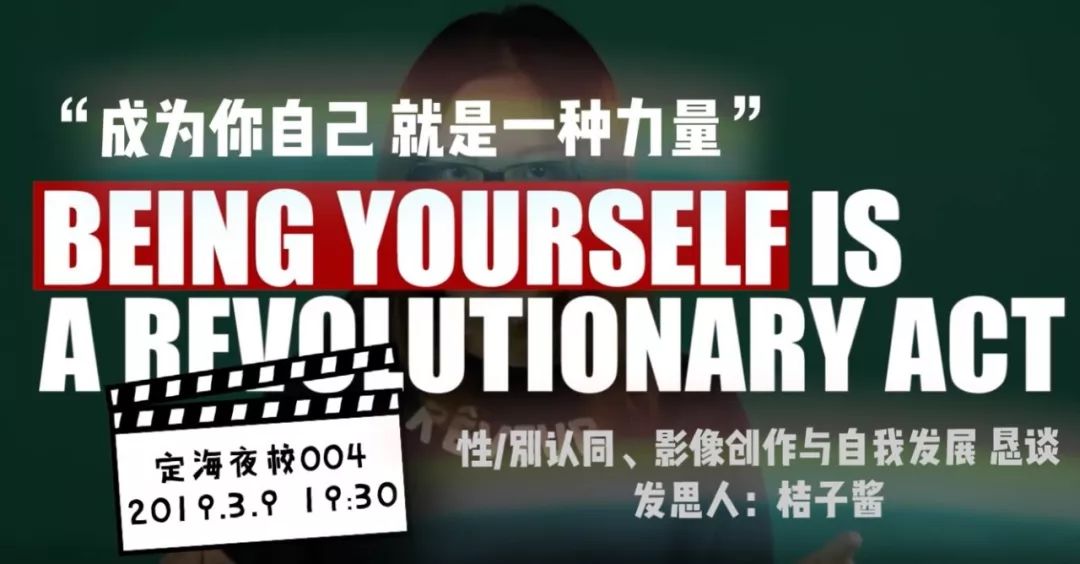 “成为你自己 就是一种力量”
BEING YOURSELF IS
A REVOLUTIONARY ACT
定海夜校004
2019.3.9 19:30
RÊVEUR
性/别认同、影像创作与自我发展 恳谈
发思人：桔子酱